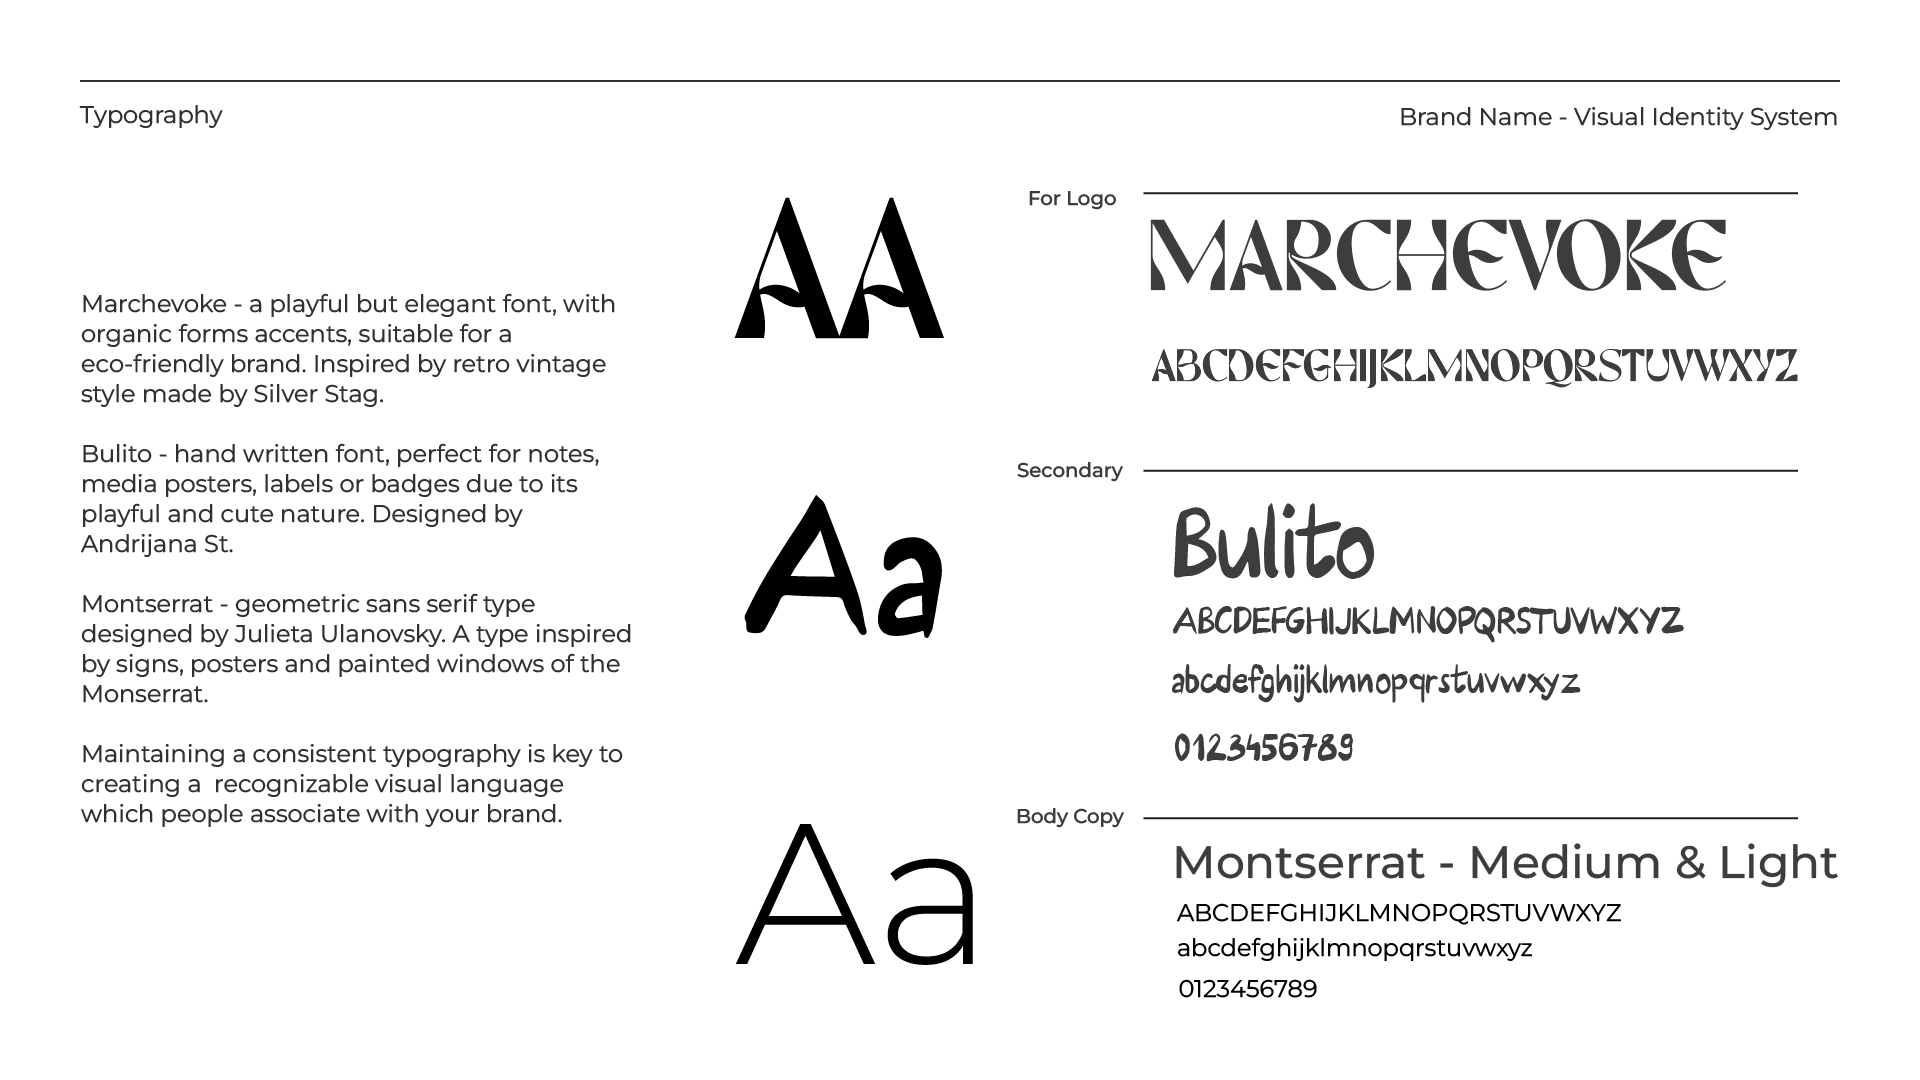 Typography
Brand Name - Visual Identity System
Marchevoke - a playful but elegant font, with
organic forms accents, suitable for a
eco-friendly brand. Inspired by retro vintage
style made by Silver Stag.
Bulito - hand written font, perfect for notes,
media posters, labels or badges due to its
playful and cute nature. Designed by
Andrijana St.
Montserrat - geometric sans serif type
designed by Julieta Ulanovsky. A type inspired
by signs, posters and painted windows of the
Monserrat.
Maintaining a consistent typography is key to
creating a  recognizable visual language
which people associate with your brand.
AA
Aa
Aa
For Logo
MARCHEVOKE
ABCDEFGHIJKLMNOPQRSTUVWXYZ
Secondary
Bulito
ABCDEFGHIJKLMNOPQRSTUVWXYZ
abcdefghijklmnopqrstuvwxyz
0123456789
Body Copy
Montserrat - Medium & Light
ABCDEFGHIJKLMNOPQRSTUVWXYZ
abcdefghijklmnopqrstuvwxyz
0123456789